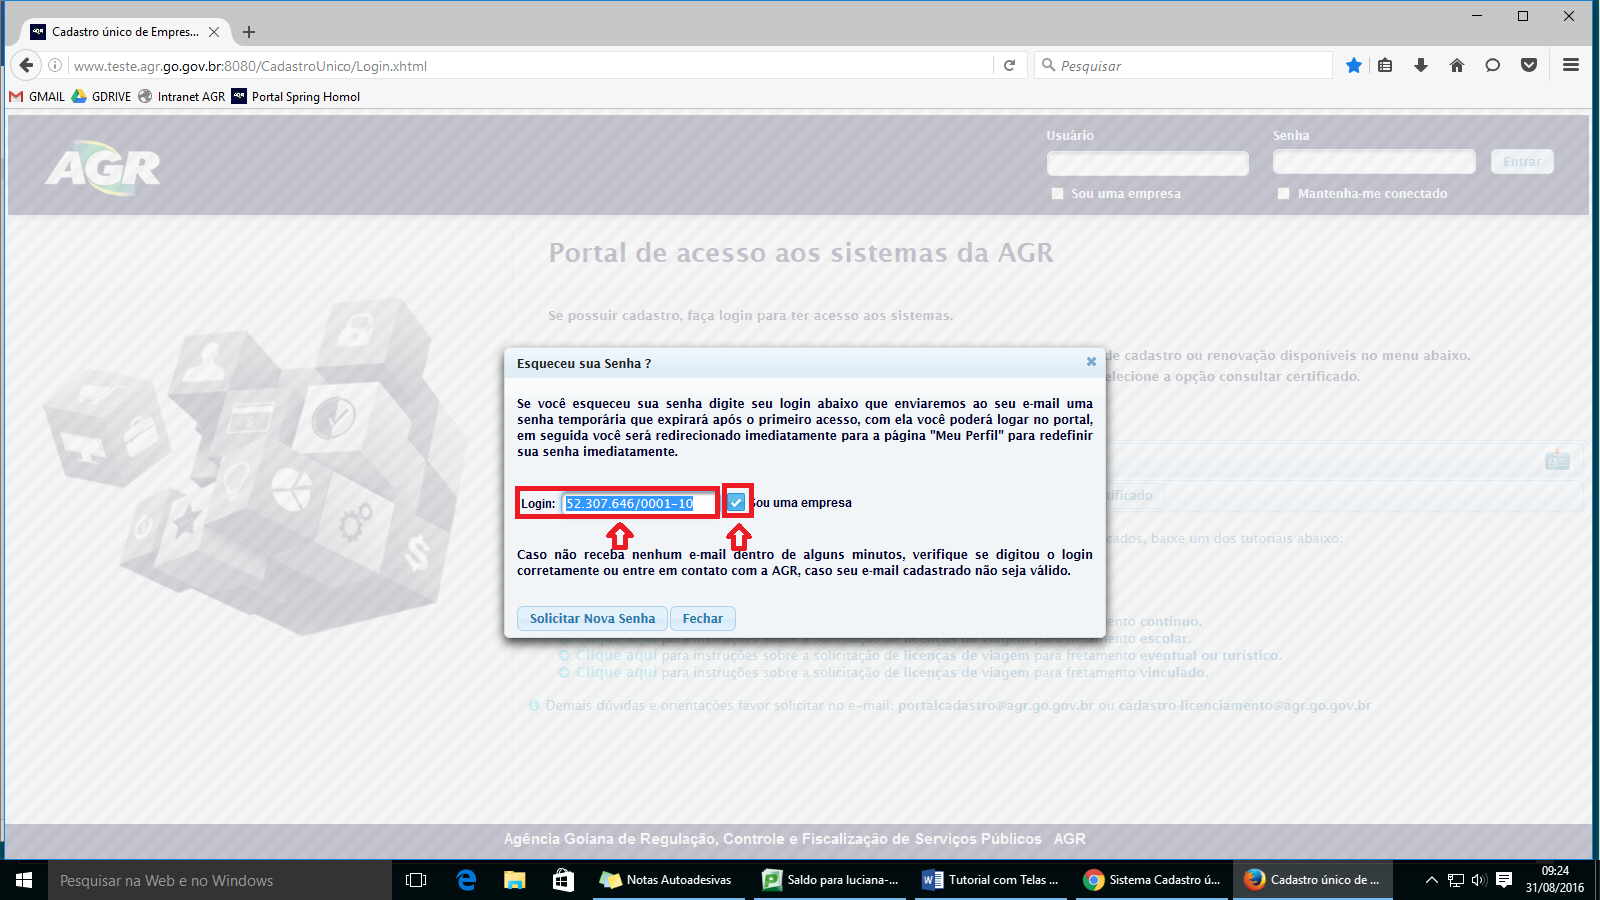 Cadastro único de Empres...
www.teste.agr.go.gov.br:8080/CadastroUnico/Login.xhtml
Pesquisar
GMAIL GDRIVE Intranet AGR Portal Spring Homol
AGR
Usuário
Senha
Entrar
Sou uma empresa
Mantenha-me conectado
Portal de acesso aos sistemas da AGR
Se possuir cadastro, faça login para ter acesso aos sistemas.
de cadastro ou renovação disponíveis no menu abaixo.
elecione a opção consultar certificado.
Esqueceu sua Senha ?
Se você esqueceu sua senha digite seu login abaixo que enviaremos ao seu e-mail uma
senha temporária que expirará após o primeiro acesso, com ela você poderá logar no portal,
em seguida você será redirecionado imediatamente para a página "Meu Perfil" para redefinir
sua senha imediatamente.
Login: 52.307.646/0001-10 Sou uma empresa
Caso não receba nenhum e-mail dentro de alguns minutos, verifique se digitou o login
corretamente ou entre em contato com a AGR, caso seu e-mail cadastrado não seja válido.
Solicitar Nova Senha Fechar
tificado
cados, baixe um dos tutoriais abaixo:
mento contínuo.
mento escolar.
Clique aqui para instruções sobre a solicitação de licenças de viagem para fretamento eventual ou turístico.
Clique aqui para instruções sobre a solicitação de licenças de viagem para fretamento vinculado.
Demais dúvidas e orientações favor solicitar no e-mail: portalcadastro@agr.go.gov.br ou cadastro-licenciamento@agr.go.gov.br
Agência Goiana de Regulação, Controle e Fiscalização de Serviços Públicos AGR
Pesquisar na Web e no Windows
Notas Autoadesivas
Saldo para luciana-...
Tutorial com Telas ...
Sistema Cadastro ú...
Cadastro único de ...
09:24
31/08/2016